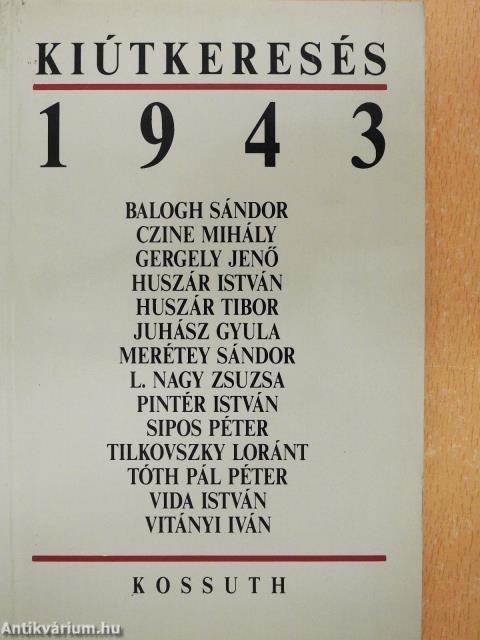 KIÚTKERESÉS
1943
BALOGH SÁNDOR
CZINE MIHÁLY
GERGELY JENŐ
HUSZÁR ISTVÁN
HUSZÁR TIBOR
JUHÁSZ GYULA
MERÉTEY SÁNDOR
L. NAGY ZSUZSA
PINTÉR ISTVÁN
SIPOS PÉTER
TILKOVSZKY LORÁNT
TÓTH PÁL PÉTER
VIDA ISTVÁN
VITÁNYI IVÁN
KOSSUTH
Antikvárium.hu